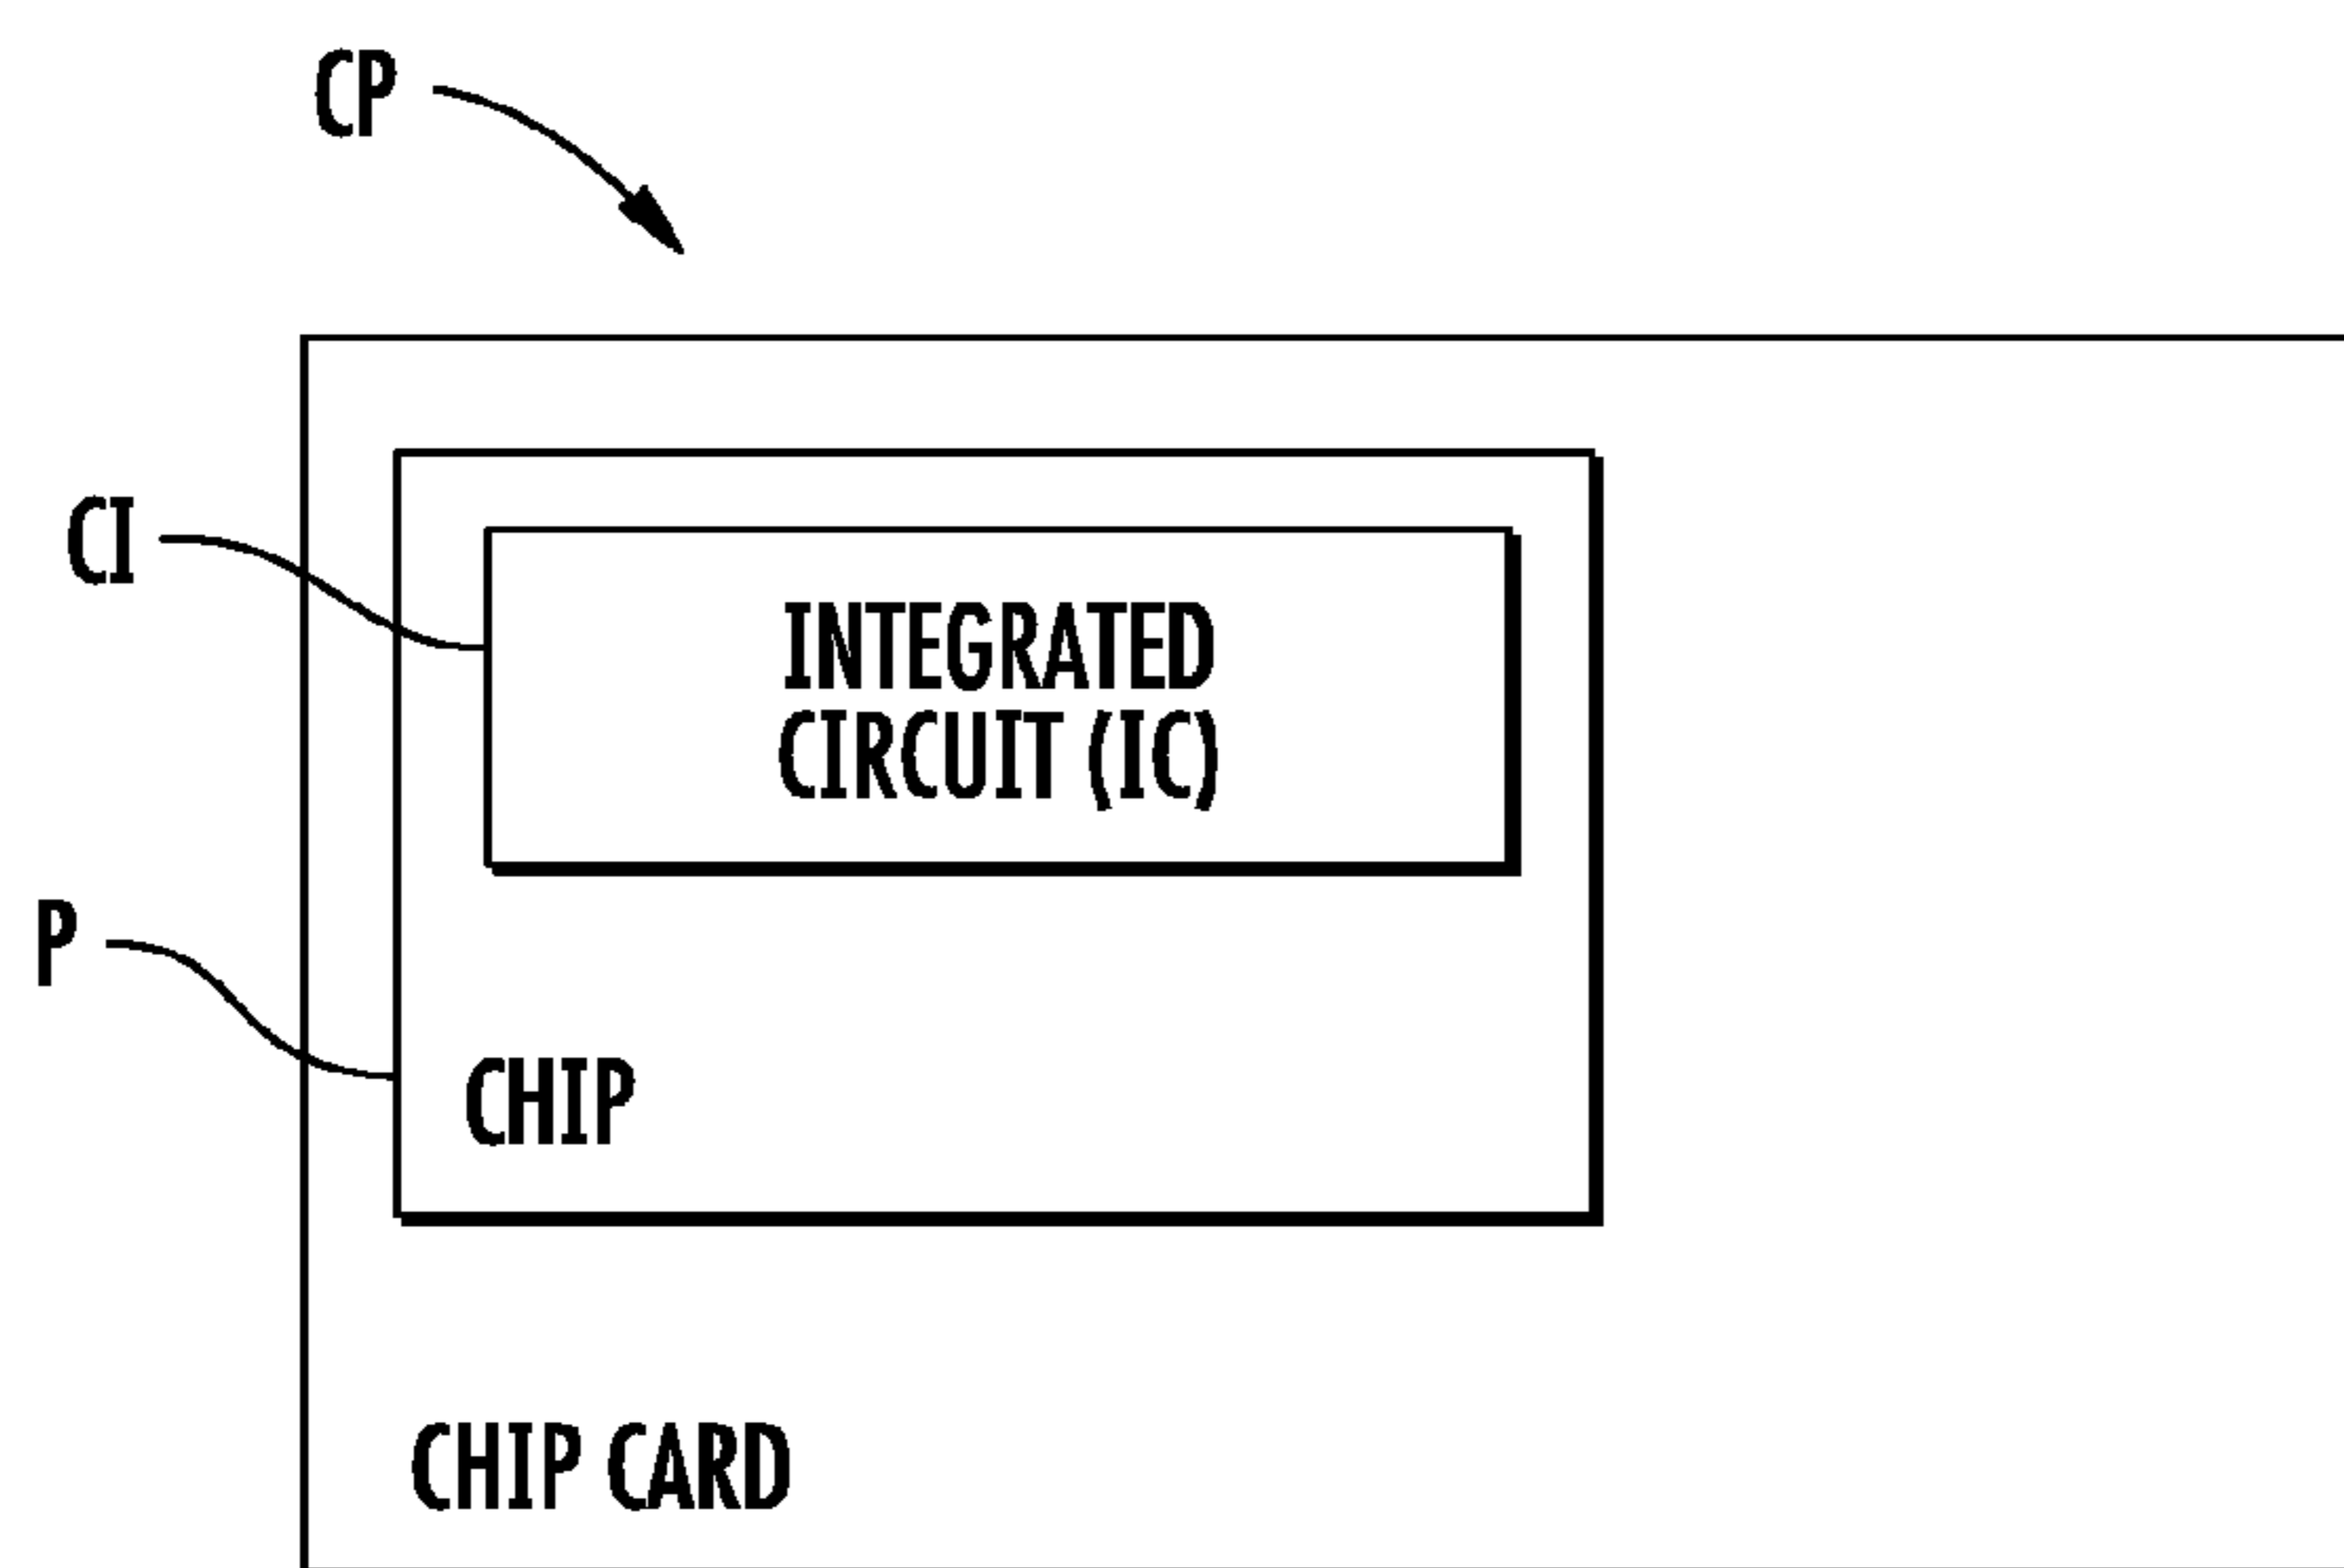 CP
CI
INTEGRATED
CIRCUIT (IC)
P
CHIP
CHIP CARD